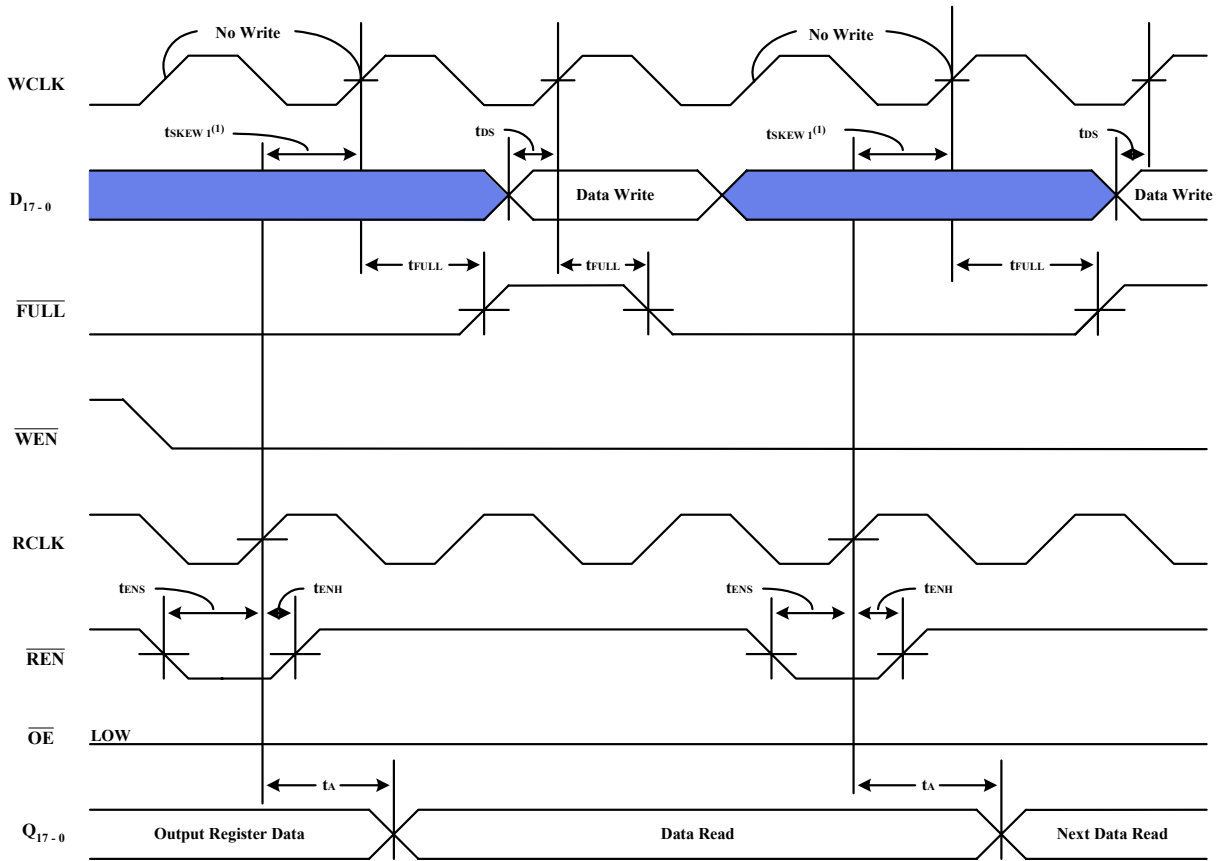 No Write
No Write
WCLK
tSKEW 1(1)
tDS
tSKEW 1(1)
tDS
D17 - 0
Data Write
Data Write
tFULL
tFULL
tFULL
FULL
WEN
RCLK
tENS
tENH
tENS
tENH
REN
OE
LOW
tA
tA
Q17 - 0
Output Register Data
Data Read
Next Data Read